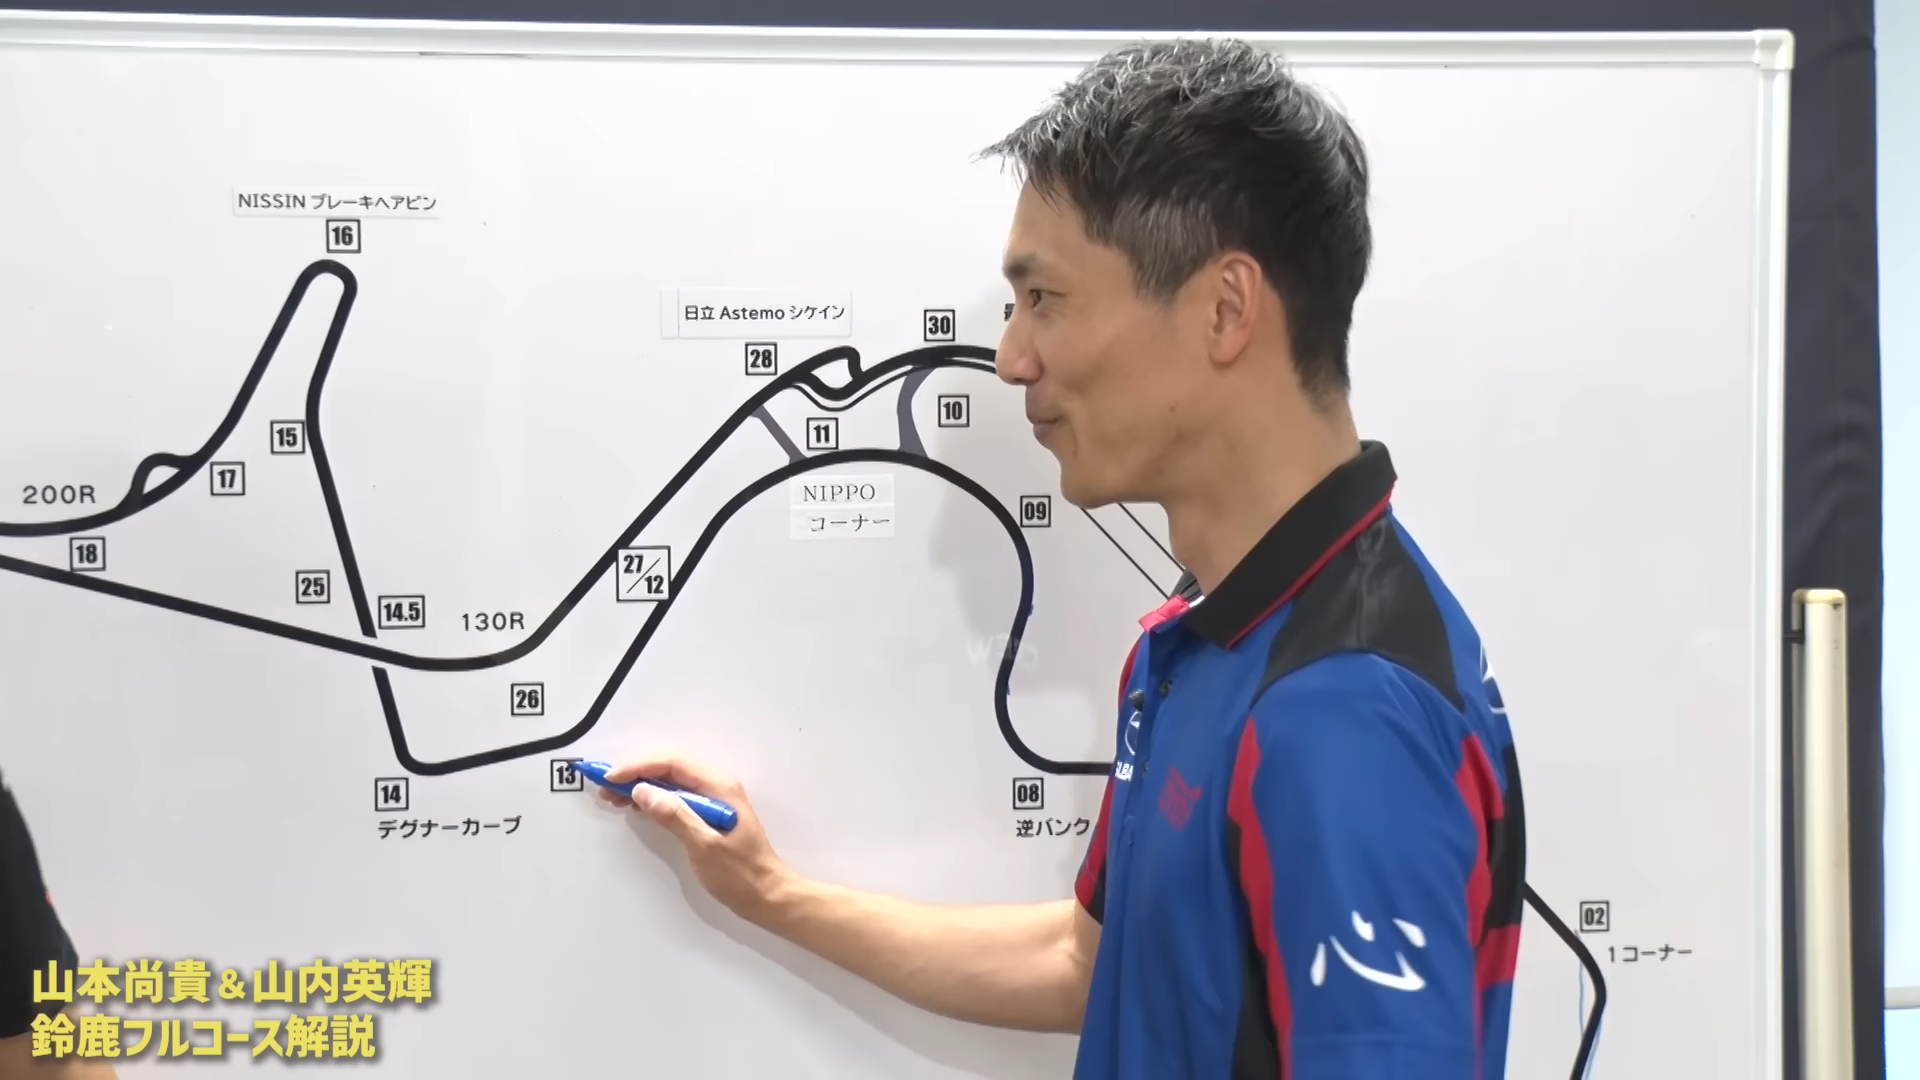 NISSIN ブレーキヘアピン
16
日立 Astemo シケイン
30
28
10
11
15
17
200R
NIPPO
コーナー
09
18
27/12
25
14.5
130R
26
13
14
08
デグナーカーブ
逆バンク
02
1コーナー
心
山本尚貴&山内英輝
鈴鹿フルコース解説